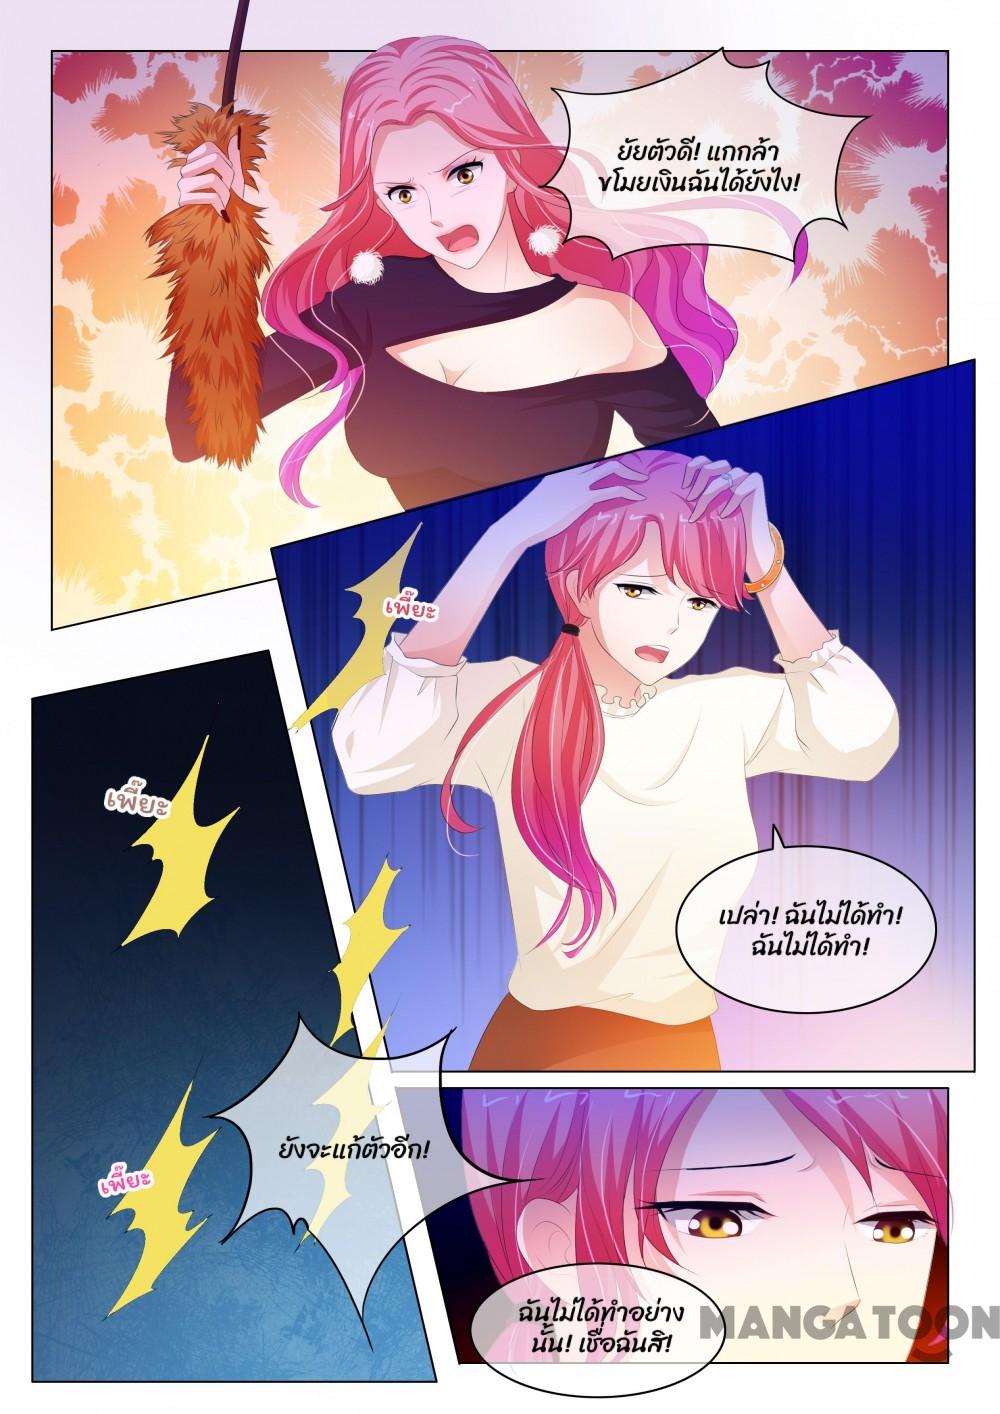 ยัยตัวดี! แกกล้า
ขโมยเงินฉันได้ยังไง!
เพี๊ยะ
เพี๊ยะ
เปล่า! ฉันไม่ได้ทำ!
ฉันไม่ได้ทำ!
ยังจะแก้ตัวอีก!
เพี๊ยะ
ฉันไม่ได้ทำอย่าง
นั้น! เชื่อฉันสิ!
MANGATOON